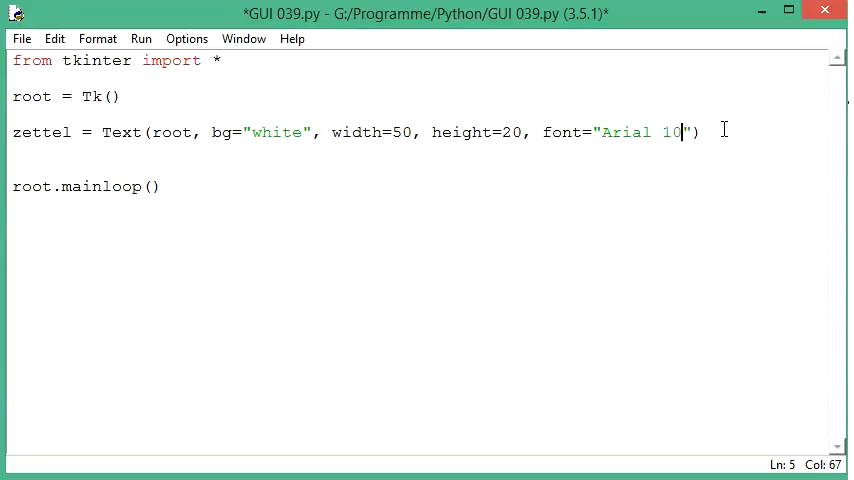 *GUI 039.py - G:/Programme/Python/GUI 039.py (3.5.1)*
File Edit Format Run Options Window Help
from tkinter import *
root = Tk()
zettel = Text(root, bg="white", width=50, height=20, font="Arial 10")
root.mainloop()
Ln: 5 Col: 67